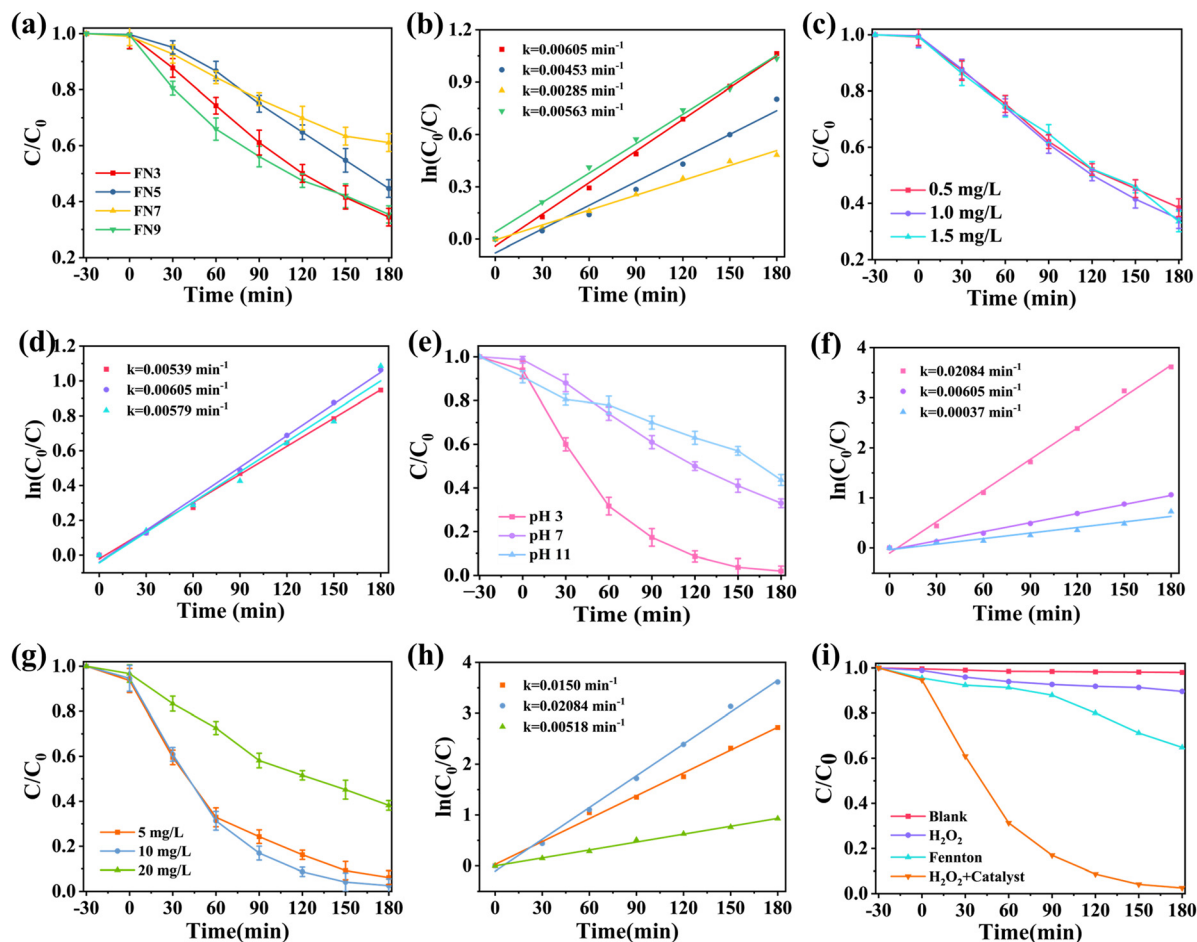 (a)
C/C0
1.0
0.8
0.6
0.4
0.2
FN3
FN5
FN7
FN9
-30 0 30 60 90 120 150 180
Time (min)
(b)
ln(C0/C)
1.2
0.9
0.6
0.3
0.0
k=0.00605 min-1
k=0.00453 min-1
k=0.00285 min-1
k=0.00563 min-1
0 30 60 90 120 150 180
Time (min)
(c)
C/C0
1.0
0.8
0.6
0.4
0.2
0.5 mg/L
1.0 mg/L
1.5 mg/L
-30 0 30 60 90 120 150 180
Time (min)
(d)
ln(C0/C)
1.2
1.0
0.8
0.6
0.4
0.2
0.0
k=0.00539 min-1
k=0.00605 min-1
k=0.00579 min-1
0 30 60 90 120 150 180
Time (min)
(e)
C/C0
1.0
0.8
0.6
0.4
0.2
0.0
pH 3
pH 7
pH 11
−30 0 30 60 90 120 150 180
Time (min)
(f)
ln(C0/C)
4
3
2
1
0
k=0.02084 min-1
k=0.00605 min-1
k=0.00037 min-1
0 30 60 90 120 150 180
Time (min)
(g)
C/C0
1.0
0.8
0.6
0.4
0.2
0.0
5 mg/L
10 mg/L
20 mg/L
-30 0 30 60 90 120 150 180
Time(min)
(h)
ln(C0/C)
4
3
2
1
0
k=0.0150 min-1
k=0.02084 min-1
k=0.00518 min-1
0 30 60 90 120 150 180
Time(min)
(i)
C/C0
1.0
0.8
0.6
0.4
0.2
0.0
Blank
H2O2
Fennton
H2O2+Catalyst
-30 0 30 60 90 120 150 180
Time(min)